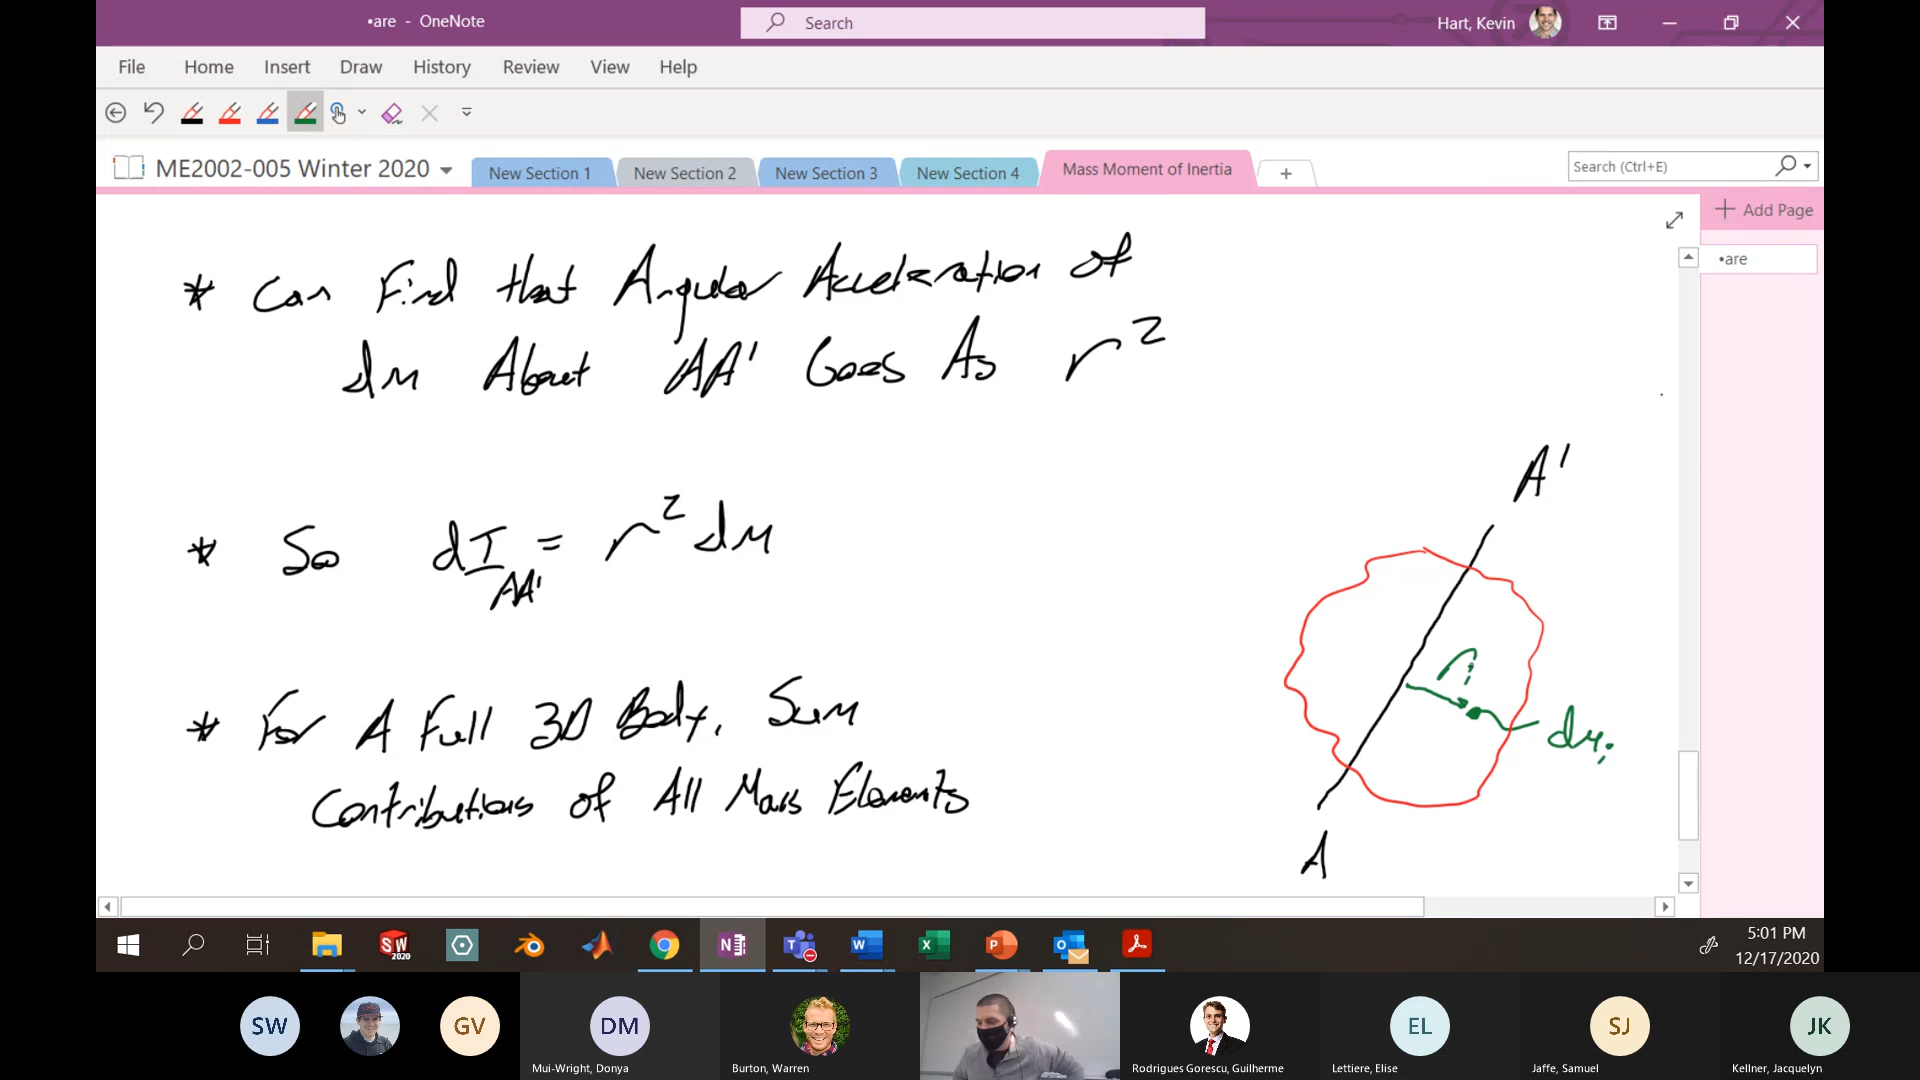 •are - OneNote
Search
Hart, Kevin
File Home Insert Draw History Review View Help
ME2002-005 Winter 2020
New Section 1 New Section 2 New Section 3 New Section 4 Mass Moment of Inertia +
Search (Ctrl+E)
Add Page
•are
* Can Find that Angular Acceleration of
dm About AA' Goes As r²
* So dI_AA' = r² dm
* For A Full 3D Body, Sum
Contributions of All Mass Elements
A'
rᵢ
dmᵢ
A
SW
2020
N
W
X
P
5:01 PM
12/17/2020
SW GV DM EL SJ JK
Mui-Wright, Donya Burton, Warren Rodrigues Gorescu, Guilherme Lettiere, Elise Jaffe, Samuel Kellner, Jacquelyn